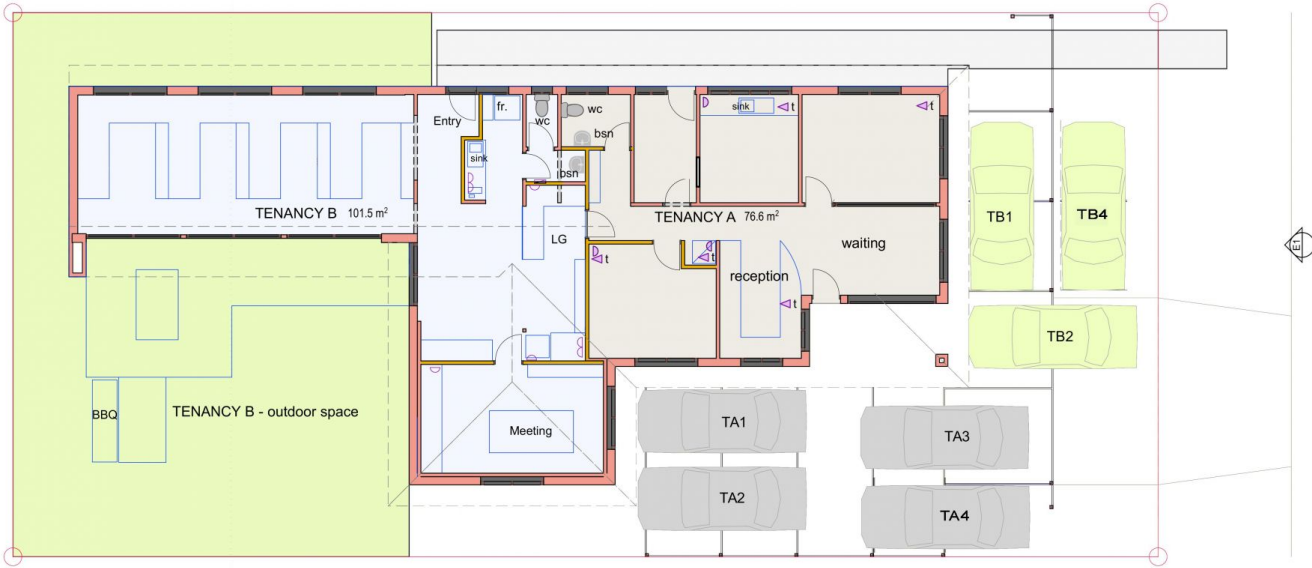 fr.
wc
wc
sink
t
t
Entry
bsn
sink
bsn
TENANCY B 101.5 m²
TENANCY A 76.6 m²
TB1
TB4
LG
waiting
t
t
reception
E1
t
TB2
BBQ
TENANCY B - outdoor space
Meeting
TA1
TA3
TA2
TA4